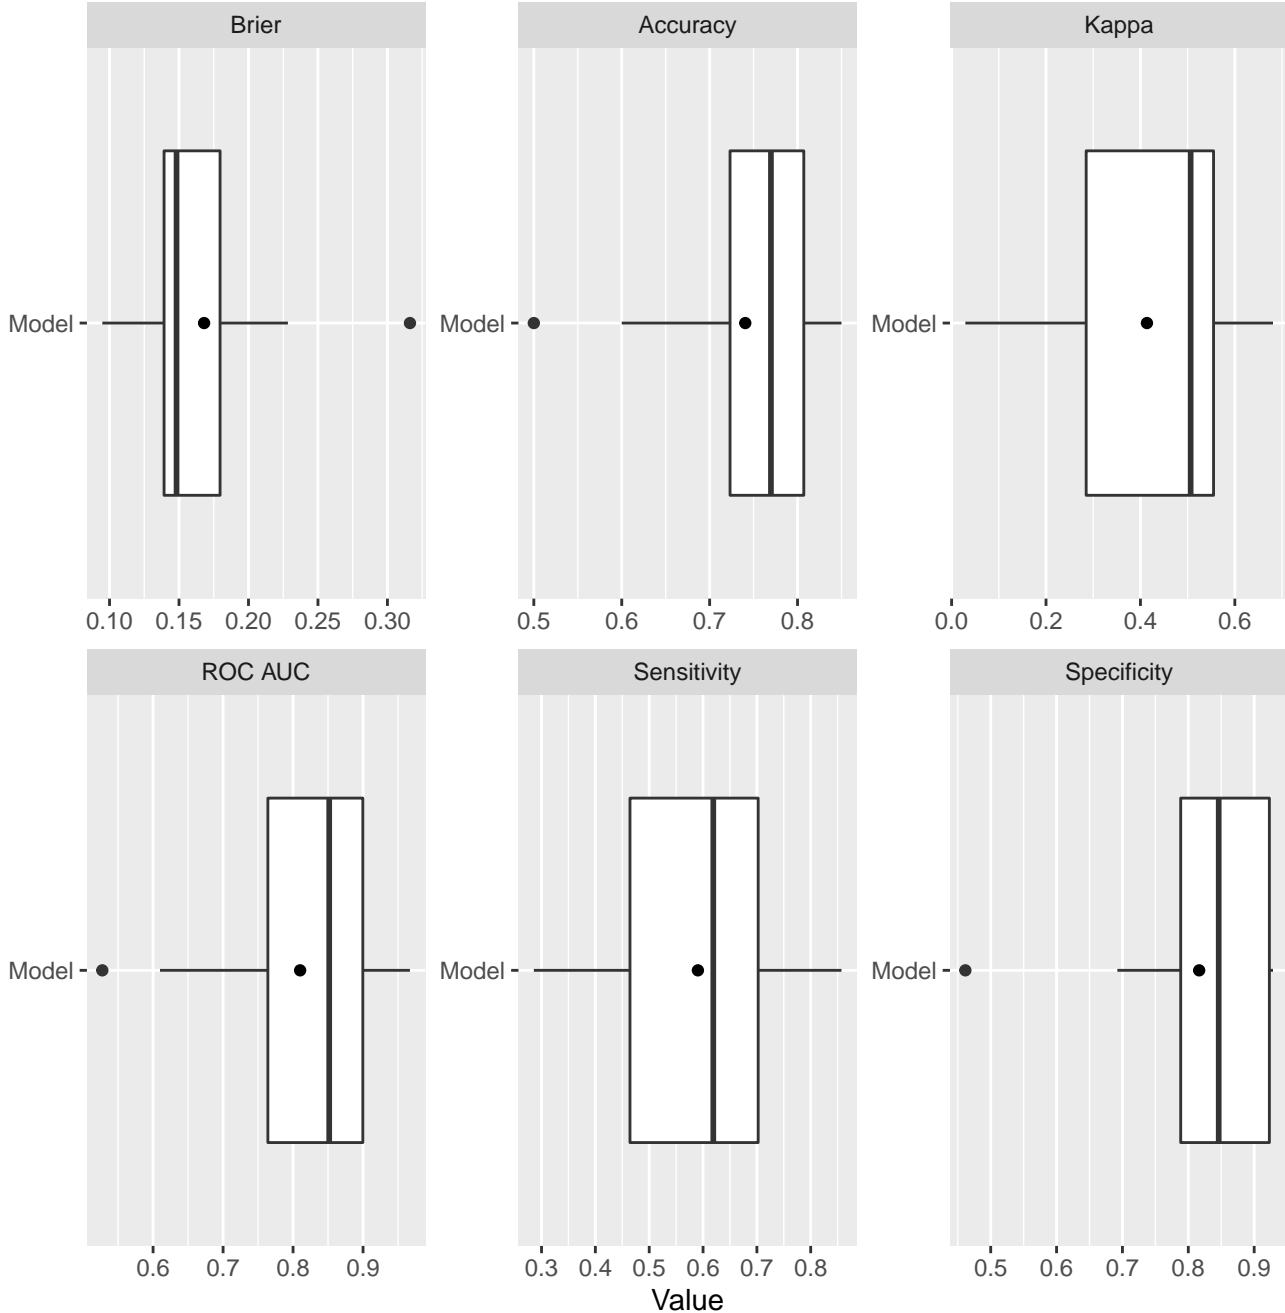 Brier Accuracy Kappa
Model Model Model
0.10 0.15 0.20 0.25 0.30 0.5 0.6 0.7 0.8 0.0 0.2 0.4 0.6
ROC AUC Sensitivity Specificity
Model Model Model
0.6 0.7 0.8 0.9 0.3 0.4 0.5 0.6 0.7 0.8 0.5 0.6 0.7 0.8 0.9
Value